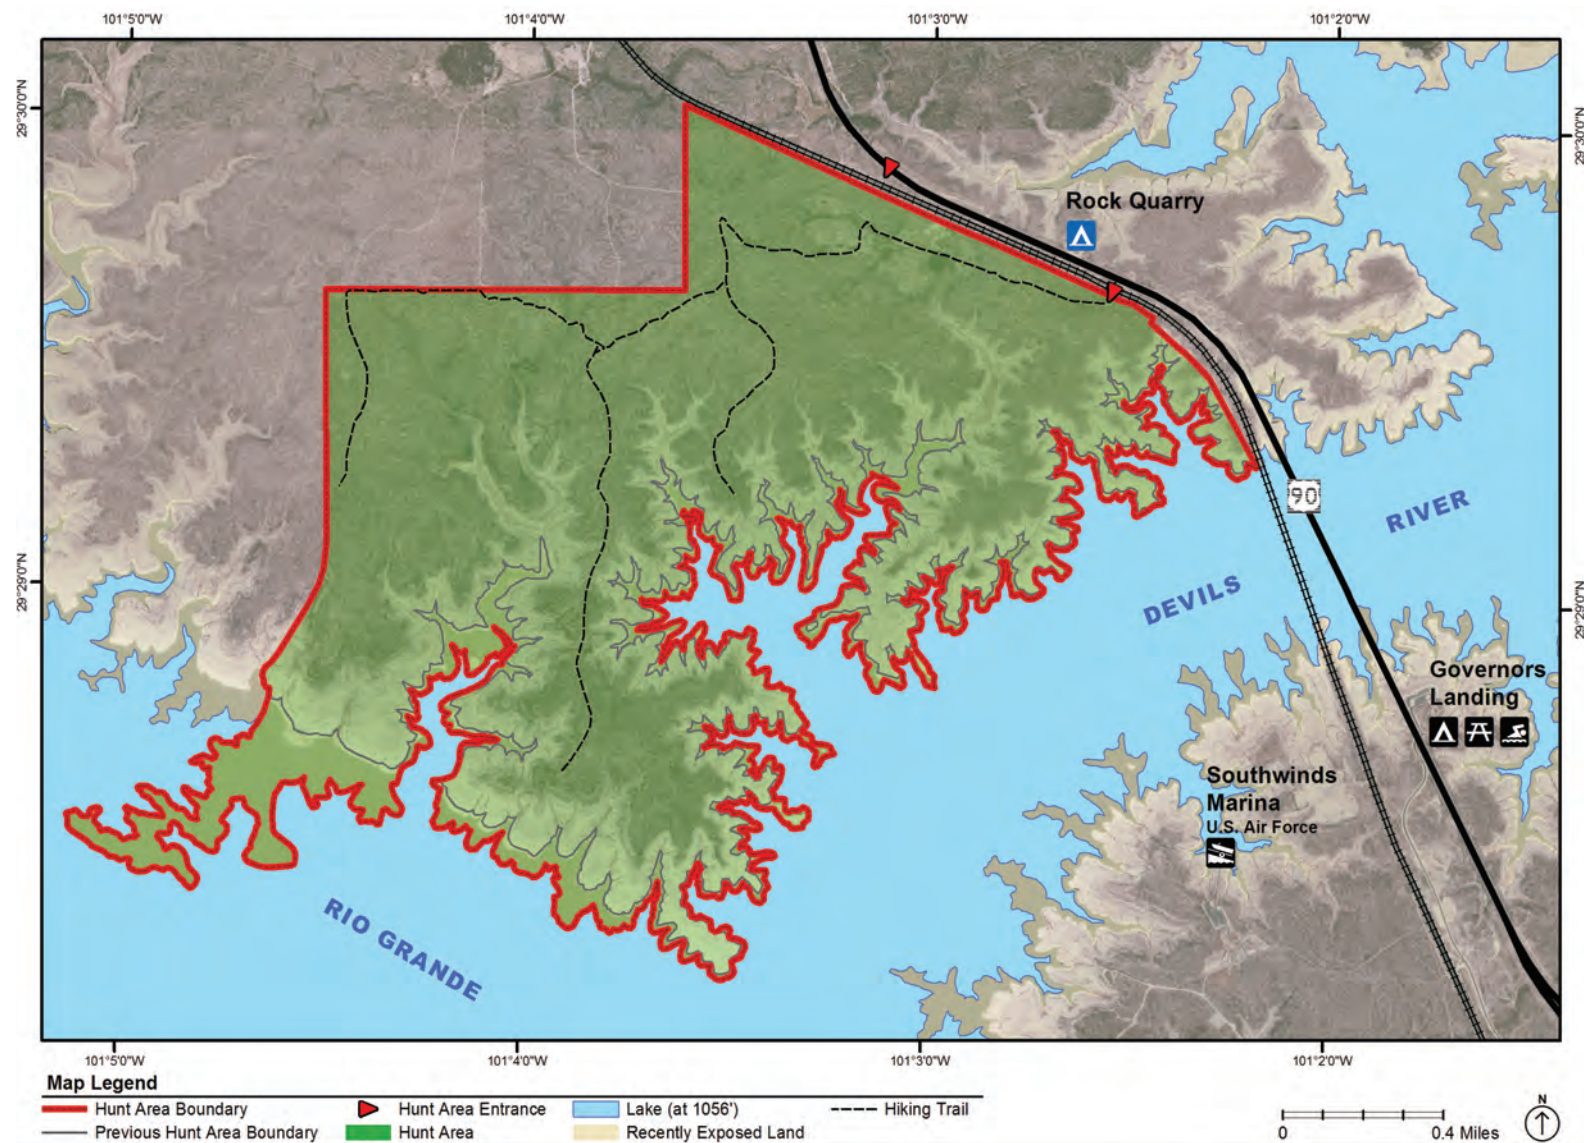 101°5'0"W 101°4'0"W 101°3'0"W 101°2'0"W
29°30'0"N
29°30'0"N
Rock Quarry
90
RIVER
DEVILS
29°29'0"N
29°29'0"N
Governors
Landing
Southwinds
Marina
U.S. Air Force
RIO GRANDE
101°5'0"W 101°4'0"W 101°3'0"W 101°2'0"W
Map Legend
Hunt Area Boundary Hunt Area Entrance Lake (at 1056') Hiking Trail
Previous Hunt Area Boundary Hunt Area Recently Exposed Land
0 0.4 Miles
N